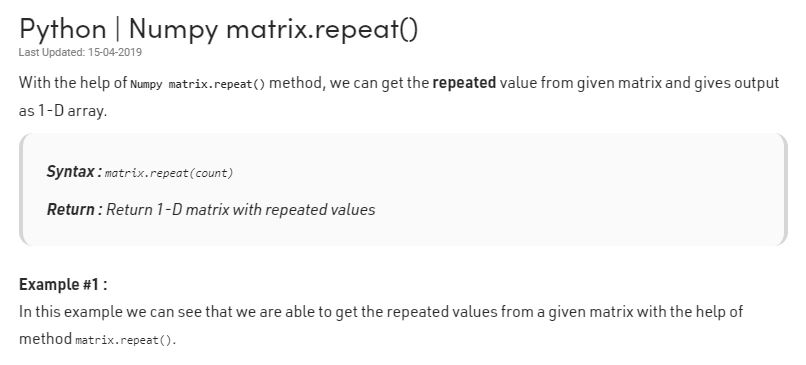 Python | Numpy matrix.repeat()
Last Updated: 15-04-2019
With the help of Numpy matrix.repeat() method, we can get the repeated value from given matrix and gives output
as 1-D array.
Syntax : matrix.repeat(count)
Return : Return 1-D matrix with repeated values
Example #1 :
In this example we can see that we are able to get the repeated values from a given matrix with the help of
method matrix.repeat().